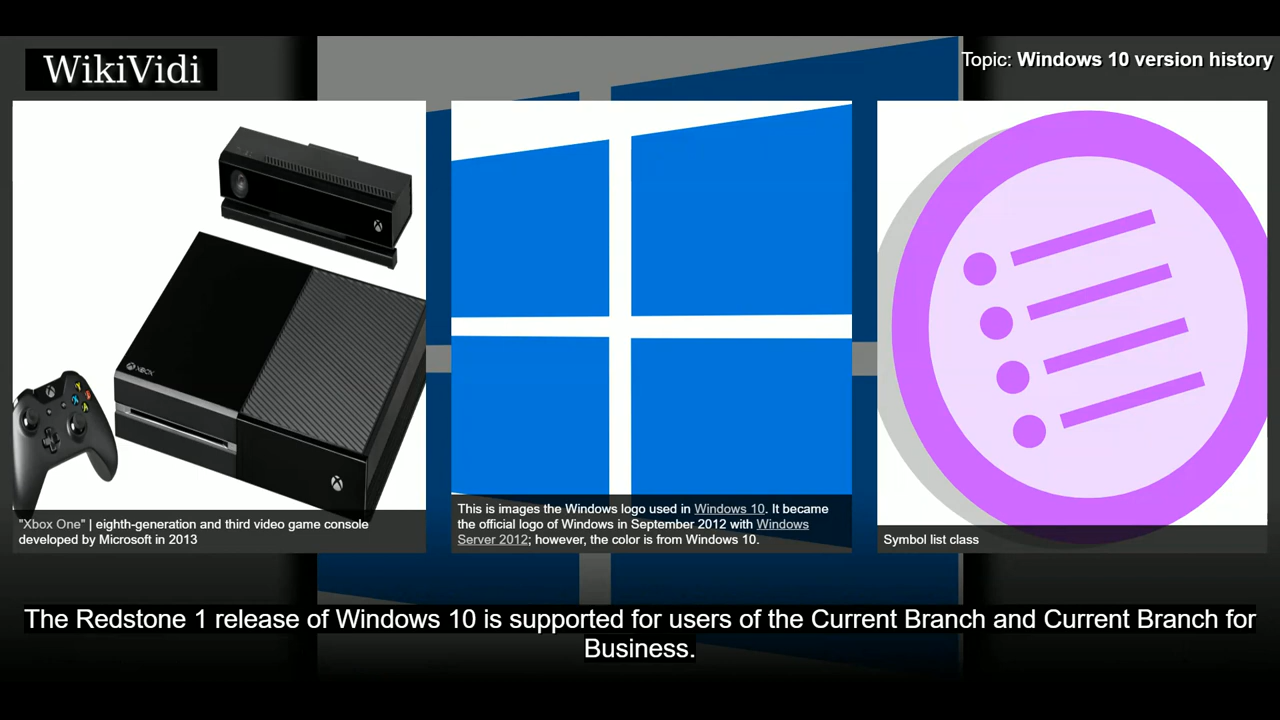 WikiVidi
Topic: Windows 10 version history
XBOX
Y
X
B
A
"Xbox One" | eighth-generation and third video game console
developed by Microsoft in 2013
This is images the Windows logo used in Windows 10. It became
the official logo of Windows in September 2012 with Windows
Server 2012; however, the color is from Windows 10.
Symbol list class
The Redstone 1 release of Windows 10 is supported for users of the Current Branch and Current Branch for
Business.